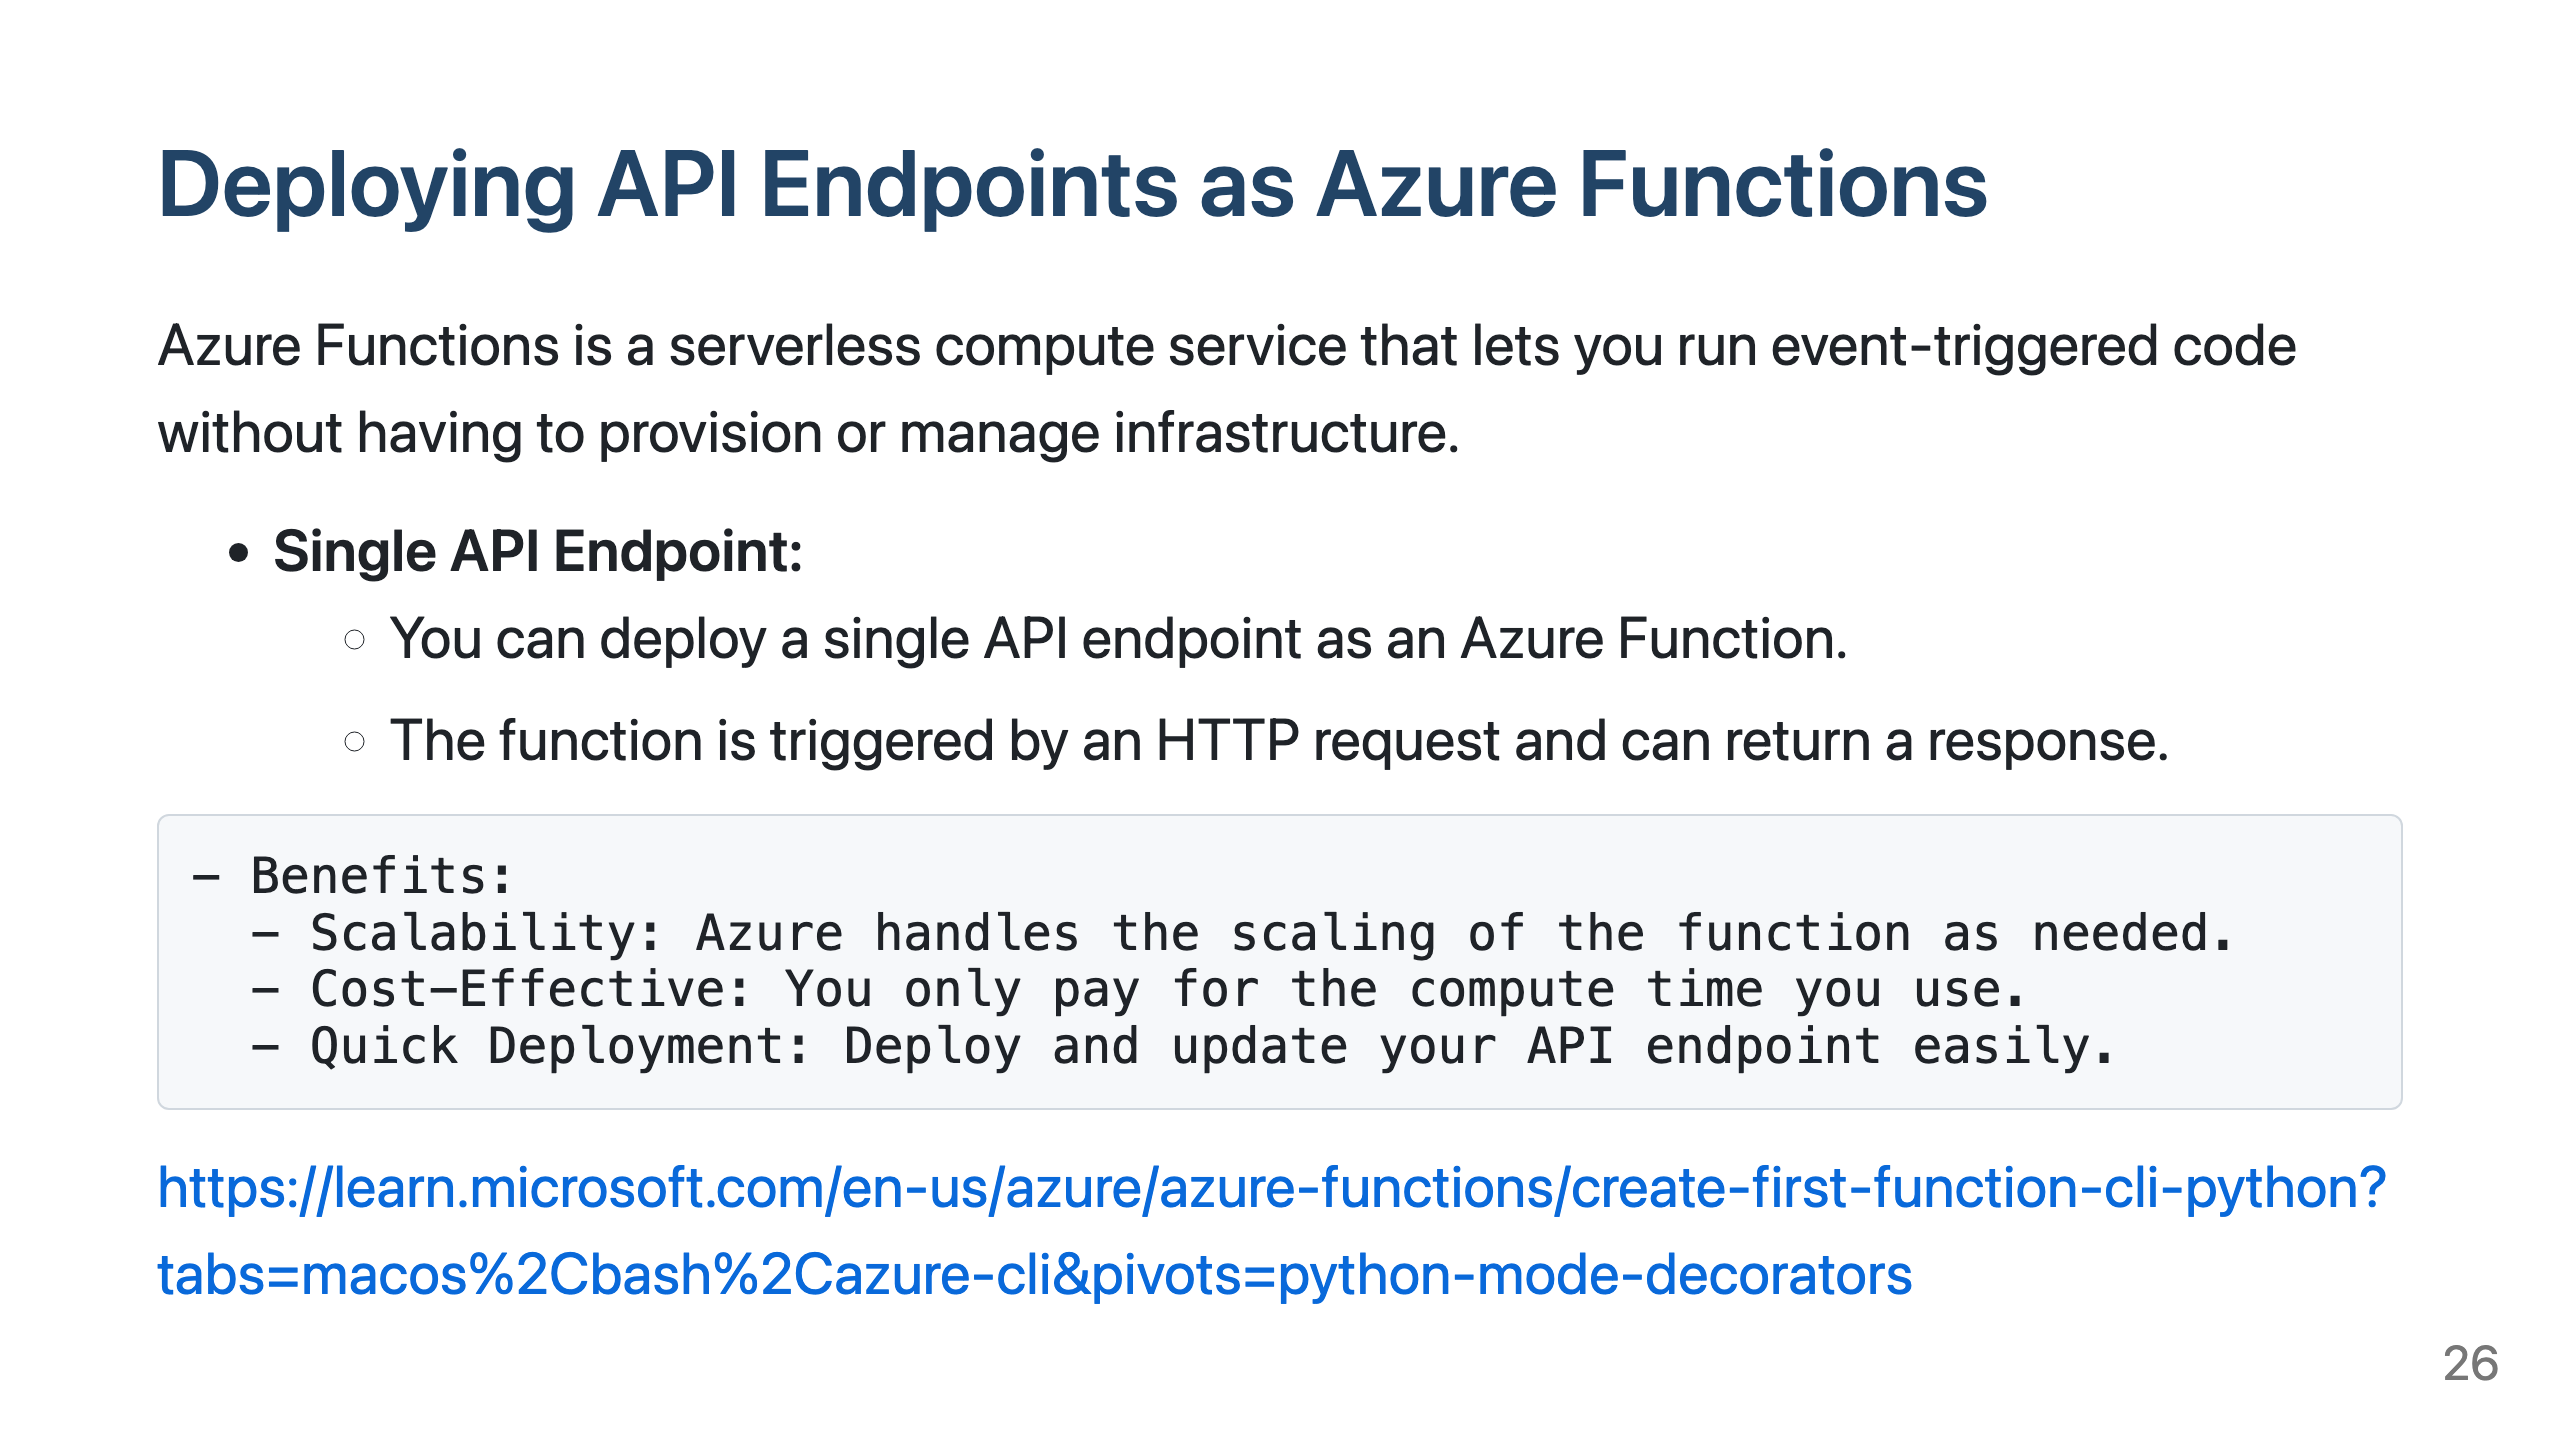 Deploying API Endpoints as Azure Functions
Azure Functions is a serverless compute service that lets you run event-triggered code
without having to provision or manage infrastructure.
• Single API Endpoint:
○ You can deploy a single API endpoint as an Azure Function.
○ The function is triggered by an HTTP request and can return a response.
- Benefits:
  - Scalability: Azure handles the scaling of the function as needed.
  - Cost-Effective: You only pay for the compute time you use.
  - Quick Deployment: Deploy and update your API endpoint easily.
https://learn.microsoft.com/en-us/azure/azure-functions/create-first-function-cli-python?
tabs=macos%2Cbash%2Cazure-cli&pivots=python-mode-decorators
26